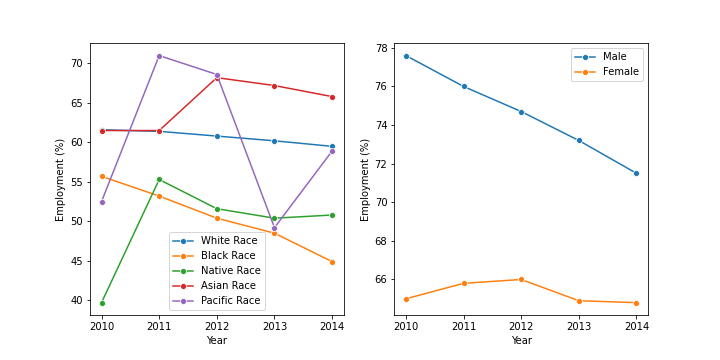 Employment (%)
70
65
60
55
50
45
40
2010
2011
2012
2013
2014
Year
White Race
Black Race
Native Race
Asian Race
Pacific Race
Employment (%)
78
76
74
72
70
68
66
2010
2011
2012
2013
2014
Year
Male
Female